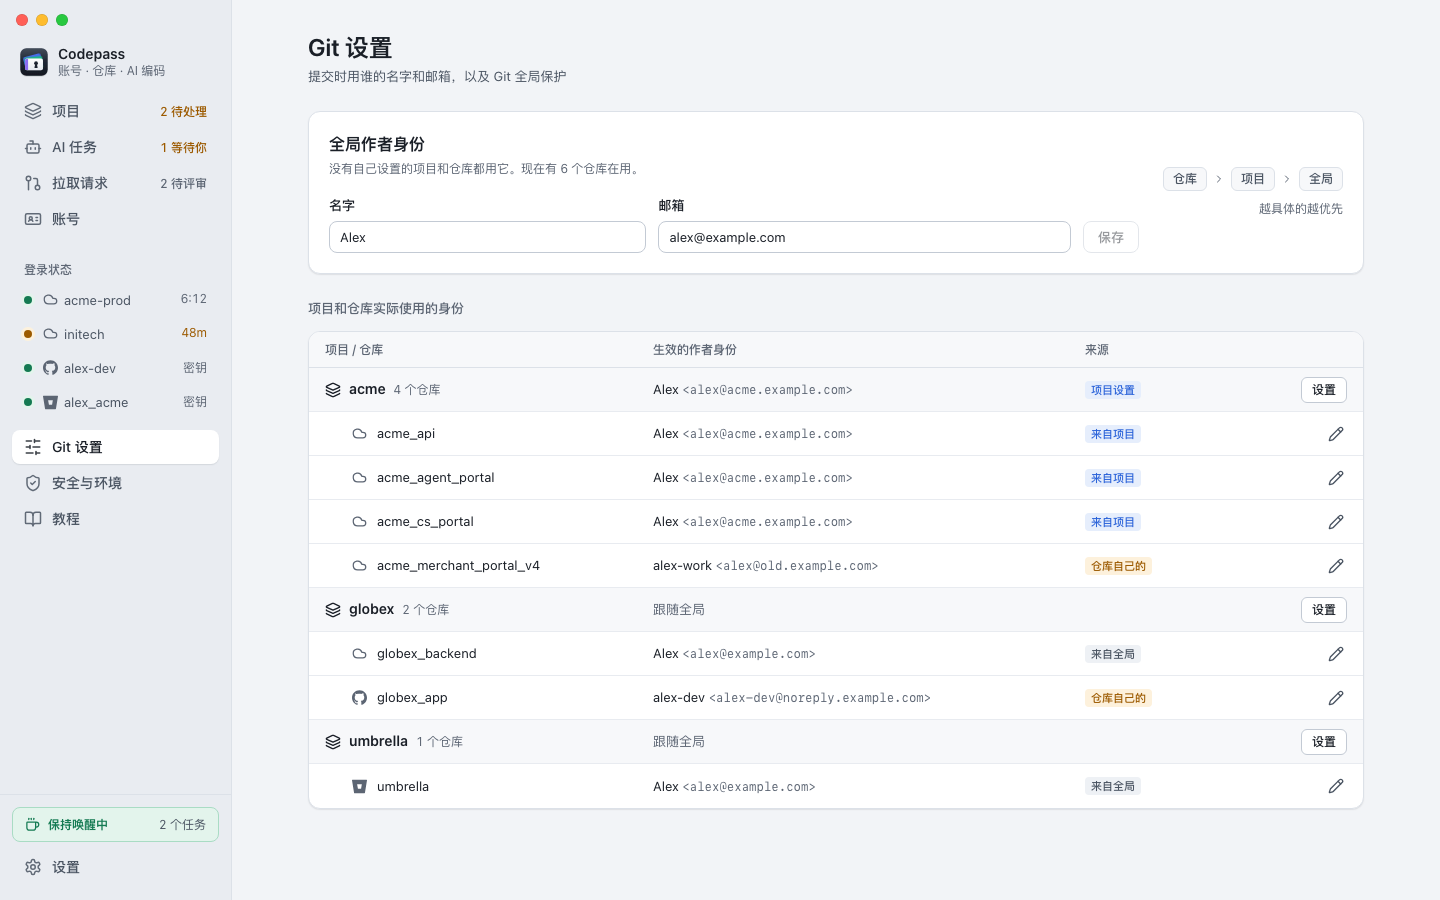 Codepass
账号 · 仓库 · AI 编码
项目 2 待处理
AI 任务 1 等待你
拉取请求 2 待评审
账号
登录状态
acme-prod 6:12
initech 48m
alex-dev 密钥
alex_acme 密钥
Git 设置
安全与环境
教程
保持唤醒中 2 个任务
设置
Git 设置
提交时用谁的名字和邮箱，以及 Git 全局保护
全局作者身份
没有自己设置的项目和仓库都用它。现在有 6 个仓库在用。
仓库 › 项目 › 全局
越具体的越优先
名字 邮箱
Alex alex@example.com 保存
项目和仓库实际使用的身份
项目 / 仓库 生效的作者身份 来源
acme 4 个仓库 Alex <alex@acme.example.com> 项目设置 设置
acme_api Alex <alex@acme.example.com> 来自项目
acme_agent_portal Alex <alex@acme.example.com> 来自项目
acme_cs_portal Alex <alex@acme.example.com> 来自项目
acme_merchant_portal_v4 alex-work <alex@old.example.com> 仓库自己的
globex 2 个仓库 跟随全局 设置
globex_backend Alex <alex@example.com> 来自全局
globex_app alex-dev <alex-dev@noreply.example.com> 仓库自己的
umbrella 1 个仓库 跟随全局 设置
umbrella Alex <alex@example.com> 来自全局